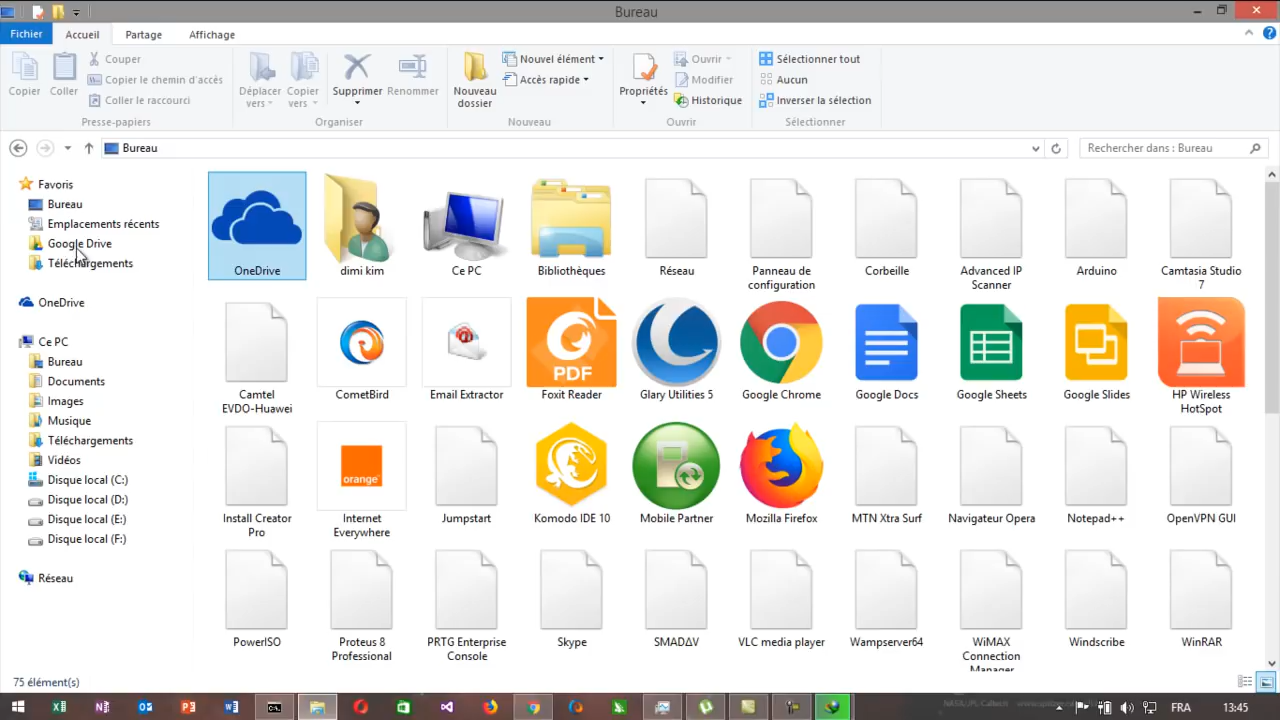 Bureau
Fichier
Accueil
Partage
Affichage
Copier
Coller
Couper
Copier le chemin d'accès
Coller le raccourci
Presse-papiers
Déplacer
vers
Copier
vers
Supprimer
Renommer
Organiser
Nouveau
dossier
Nouvel élément
Accès rapide
Nouveau
Propriétés
Ouvrir
Modifier
Historique
Ouvrir
Sélectionner tout
Aucun
Inverser la sélection
Sélectionner
Bureau
Rechercher dans : Bureau
Favoris
Bureau
Emplacements récents
Google Drive
Téléchargements
OneDrive
Ce PC
Bureau
Documents
Images
Musique
Téléchargements
Vidéos
Disque local (C:)
Disque local (D:)
Disque local (E:)
Disque local (F:)
Réseau
OneDrive
dimi kim
Ce PC
Bibliothèques
Réseau
Panneau de
configuration
Corbeille
Advanced IP
Scanner
Arduino
Camtasia Studio
7
Camtel
EVDO-Huawei
CometBird
Email Extractor
PDF
Foxit Reader
Glary Utilities 5
Google Chrome
Google Docs
Google Sheets
Google Slides
HP Wireless
HotSpot
Install Creator
Pro
orange
Internet
Everywhere
Jumpstart
Komodo IDE 10
Mobile Partner
Mozilla Firefox
MTN Xtra Surf
Navigateur Opera
Notepad++
OpenVPN GUI
PowerISO
Proteus 8
Professional
PRTG Enterprise
Console
Skype
SMADΔV
VLC media player
Wampserver64
WiMAX
Connection
Manager
Windscribe
WinRAR
75 élément(s)
FRA
13:45